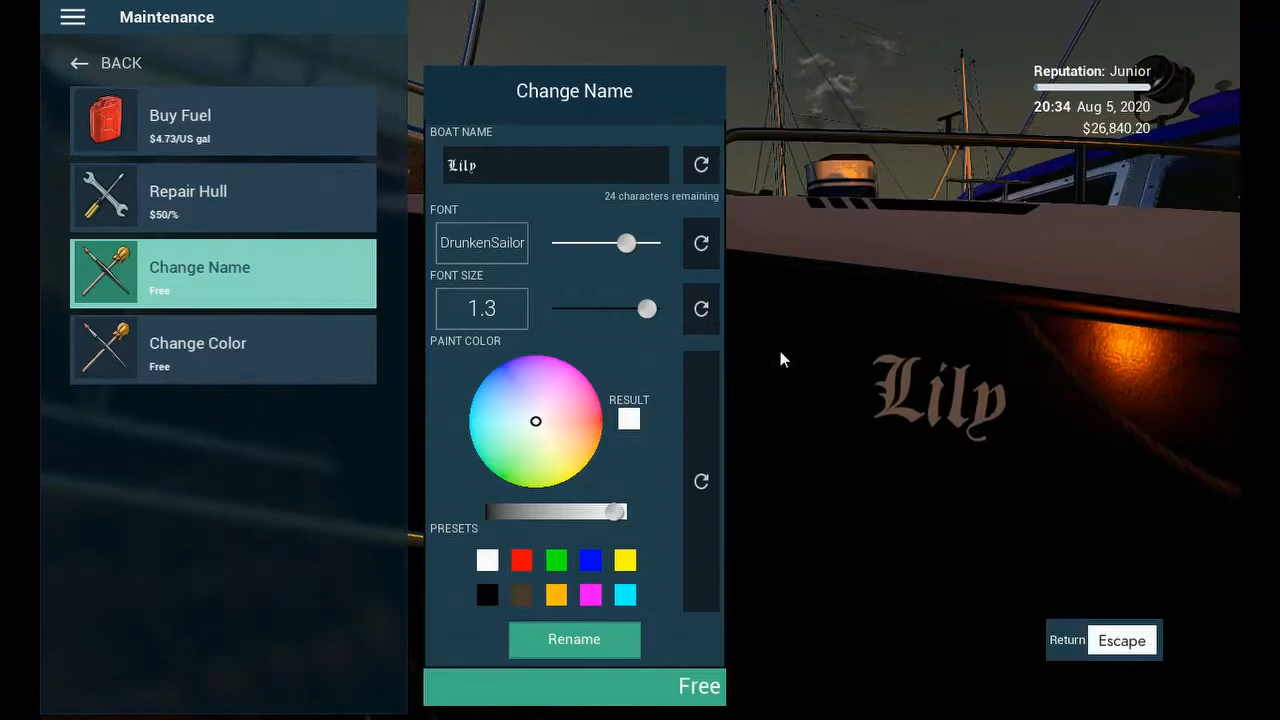 Maintenance
BACK
Buy Fuel
$4.73/US gal
Repair Hull
$50/%
Change Name
Free
Change Color
Free
Change Name
BOAT NAME
Lily
24 characters remaining
FONT
DrunkenSailor
FONT SIZE
1.3
PAINT COLOR
RESULT
PRESETS
Rename
Free
Reputation: Junior
20:34 Aug 5, 2020
$26,840.20
Lily
Return Escape